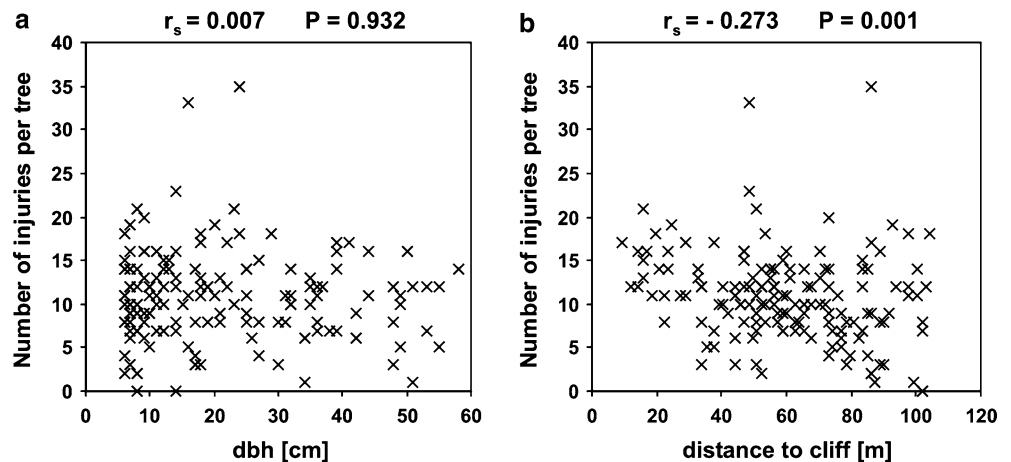 a r_s = 0.007 P = 0.932
Number of injuries per tree
40
35
30
25
20
15
10
5
0
0 10 20 30 40 50 60
dbh [cm]
b r_s = - 0.273 P = 0.001
Number of injuries per tree
40
35
30
25
20
15
10
5
0
0 20 40 60 80 100 120
distance to cliff [m]